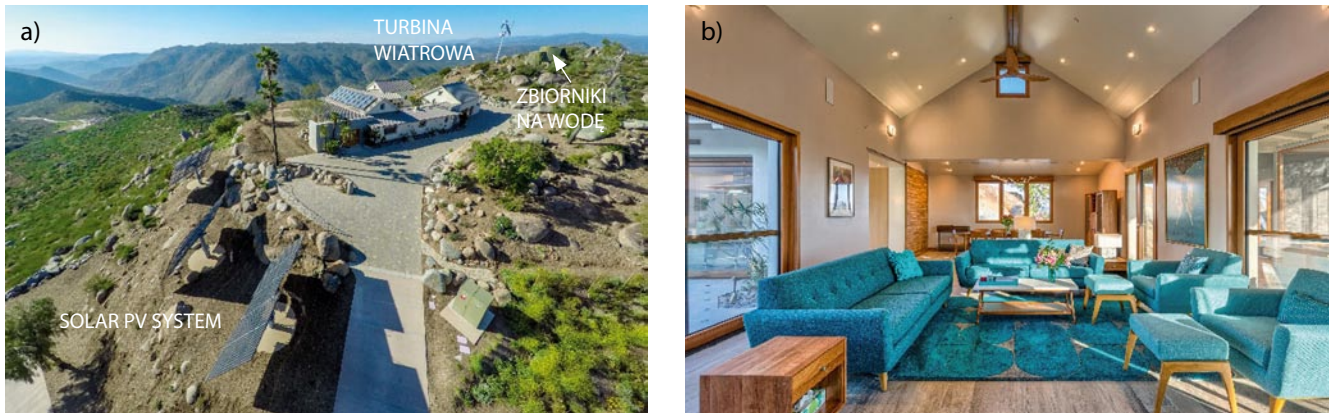 a)
TURBINA
WIATROWA
ZBIORNIKI
NA WODĘ
SOLAR PV SYSTEM
b)